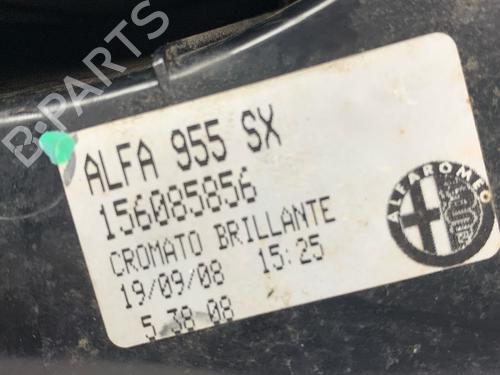 B-PARTS
ALFA 955 SX
156085856
CROMATO BRILLANTE
19/09/08 15:25
5 38 08
ALFA ROMEO